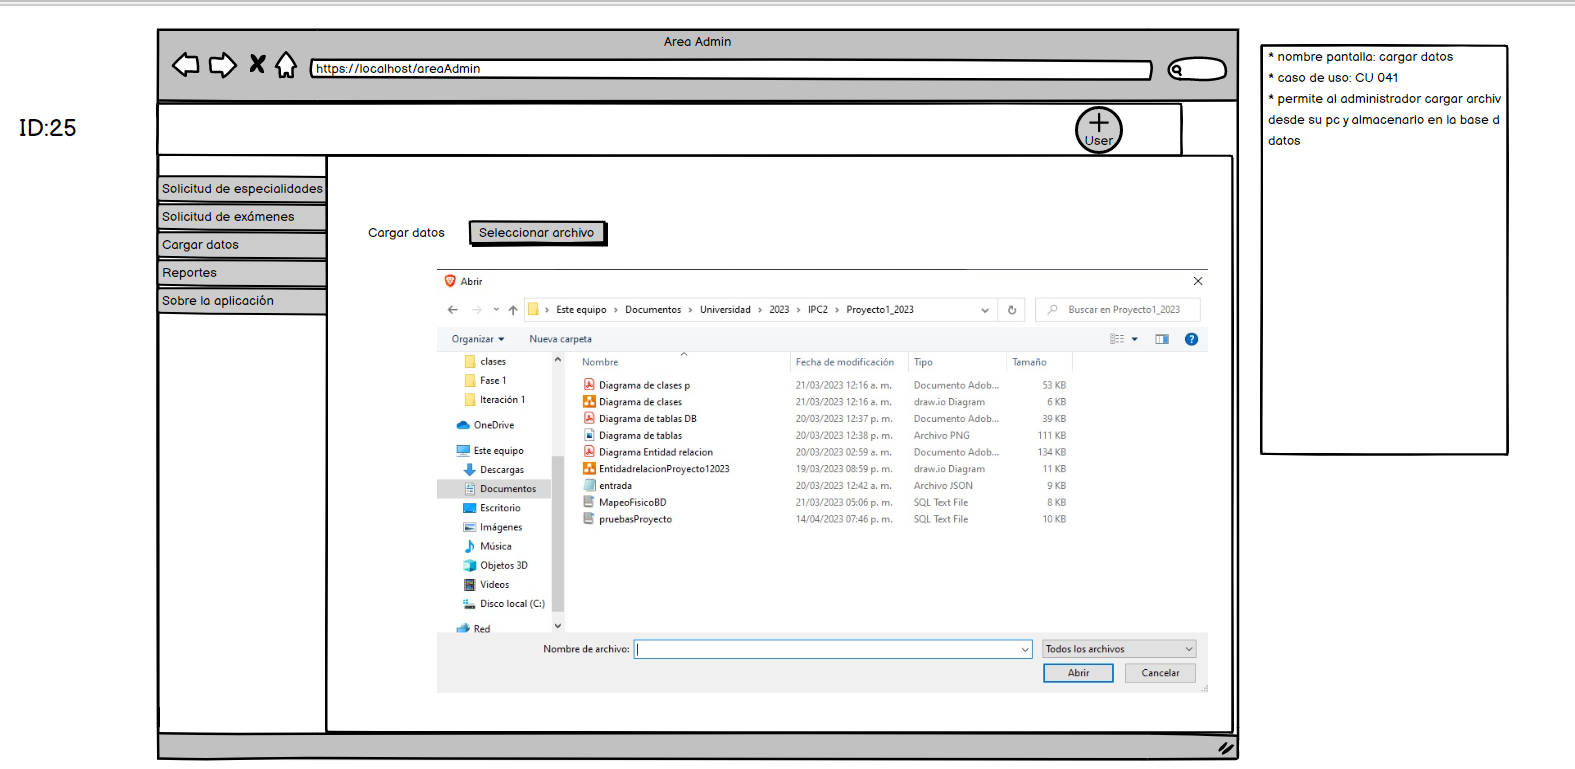 Area Admin
https://localhost/areaAdmin
ID:25
User
Solicitud de especialidades
Solicitud de exámenes
Cargar datos
Reportes
Sobre la aplicación
Cargar datos
Seleccionar archivo
Abrir
Este equipo › Documentos › Universidad › 2023 › IPC2 › Proyecto1_2023
Buscar en Proyecto1_2023
Organizar
Nueva carpeta
clases
Fase 1
Iteración 1
OneDrive
Este equipo
Descargas
Documentos
Escritorio
Imágenes
Música
Objetos 3D
Videos
Disco local (C:)
Red
Nombre Fecha de modificación Tipo Tamaño
Diagrama de clases p 21/03/2023 12:16 a. m. Documento Adob... 53 KB
Diagrama de clases 21/03/2023 12:16 a. m. draw.io Diagram 6 KB
Diagrama de tablas DB 20/03/2023 12:37 p. m. Documento Adob... 39 KB
Diagrama de tablas 20/03/2023 12:38 p. m. Archivo PNG 111 KB
Diagrama Entidad relacion 20/03/2023 02:59 a. m. Documento Adob... 134 KB
EntidadrelacionProyecto12023 19/03/2023 08:59 p. m. draw.io Diagram 11 KB
entrada 20/03/2023 12:42 a. m. Archivo JSON 9 KB
MapeoFisicoBD 21/03/2023 05:06 p. m. SQL Text File 8 KB
pruebasProyecto 14/04/2023 07:46 p. m. SQL Text File 10 KB
Nombre de archivo:
Todos los archivos
Abrir
Cancelar
* nombre pantalla: cargar datos
* caso de uso: CU 041
* permite al administrador cargar archiv
desde su pc y almacenarlo en la base d
datos